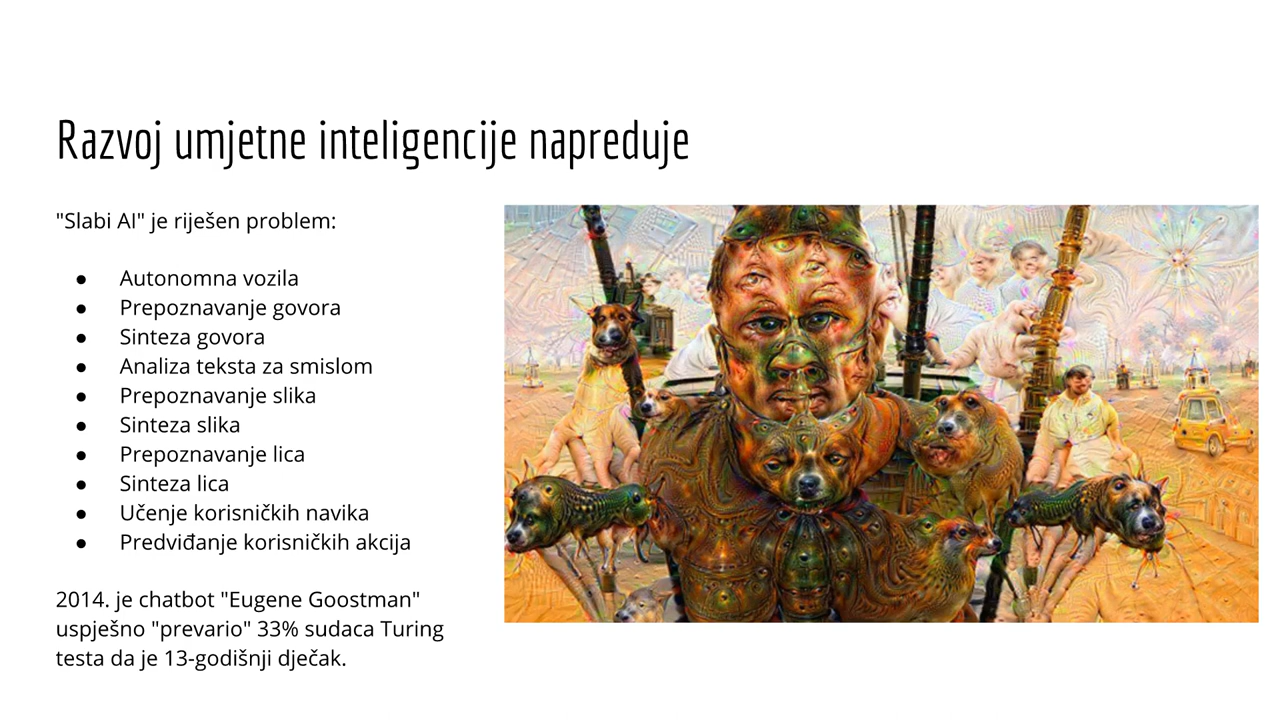 Razvoj umjetne inteligencije napreduje
"Slabi AI" je riješen problem:
● Autonomna vozila
● Prepoznavanje govora
● Sinteza govora
● Analiza teksta za smislom
● Prepoznavanje slika
● Sinteza slika
● Prepoznavanje lica
● Sinteza lica
● Učenje korisničkih navika
● Predviđanje korisničkih akcija
2014. je chatbot "Eugene Goostman"
uspješno "prevario" 33% sudaca Turing
testa da je 13-godišnji dječak.